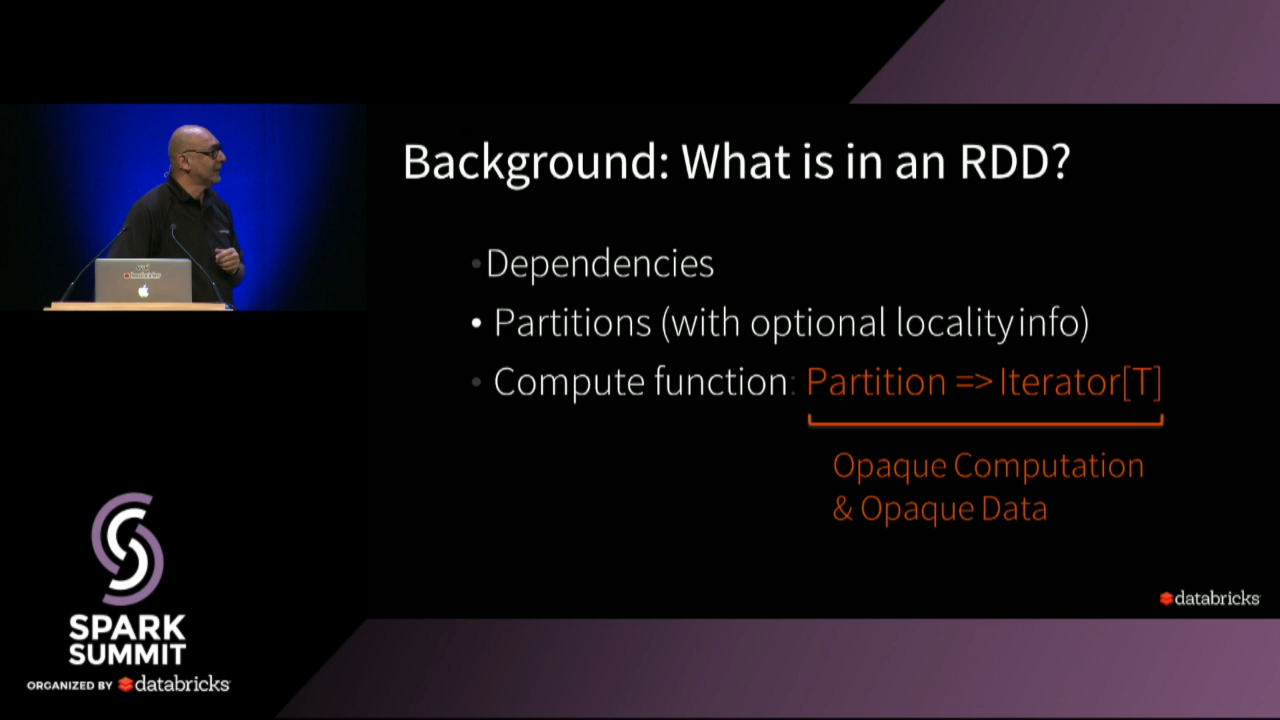 Background: What is in an RDD?
•Dependencies
• Partitions (with optional locality info)
• Compute function: Partition => Iterator[T]
Opaque Computation
& Opaque Data
databricks
SPARK
SUMMIT
ORGANIZED BY databricks